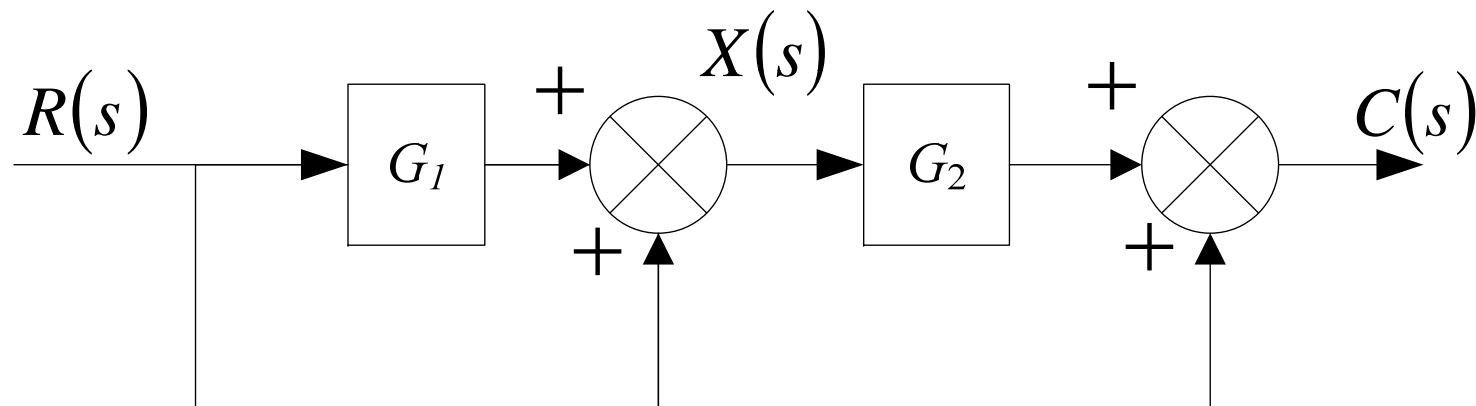 X(s)
R(s) + + C(s)
G₁ G₂
+ +